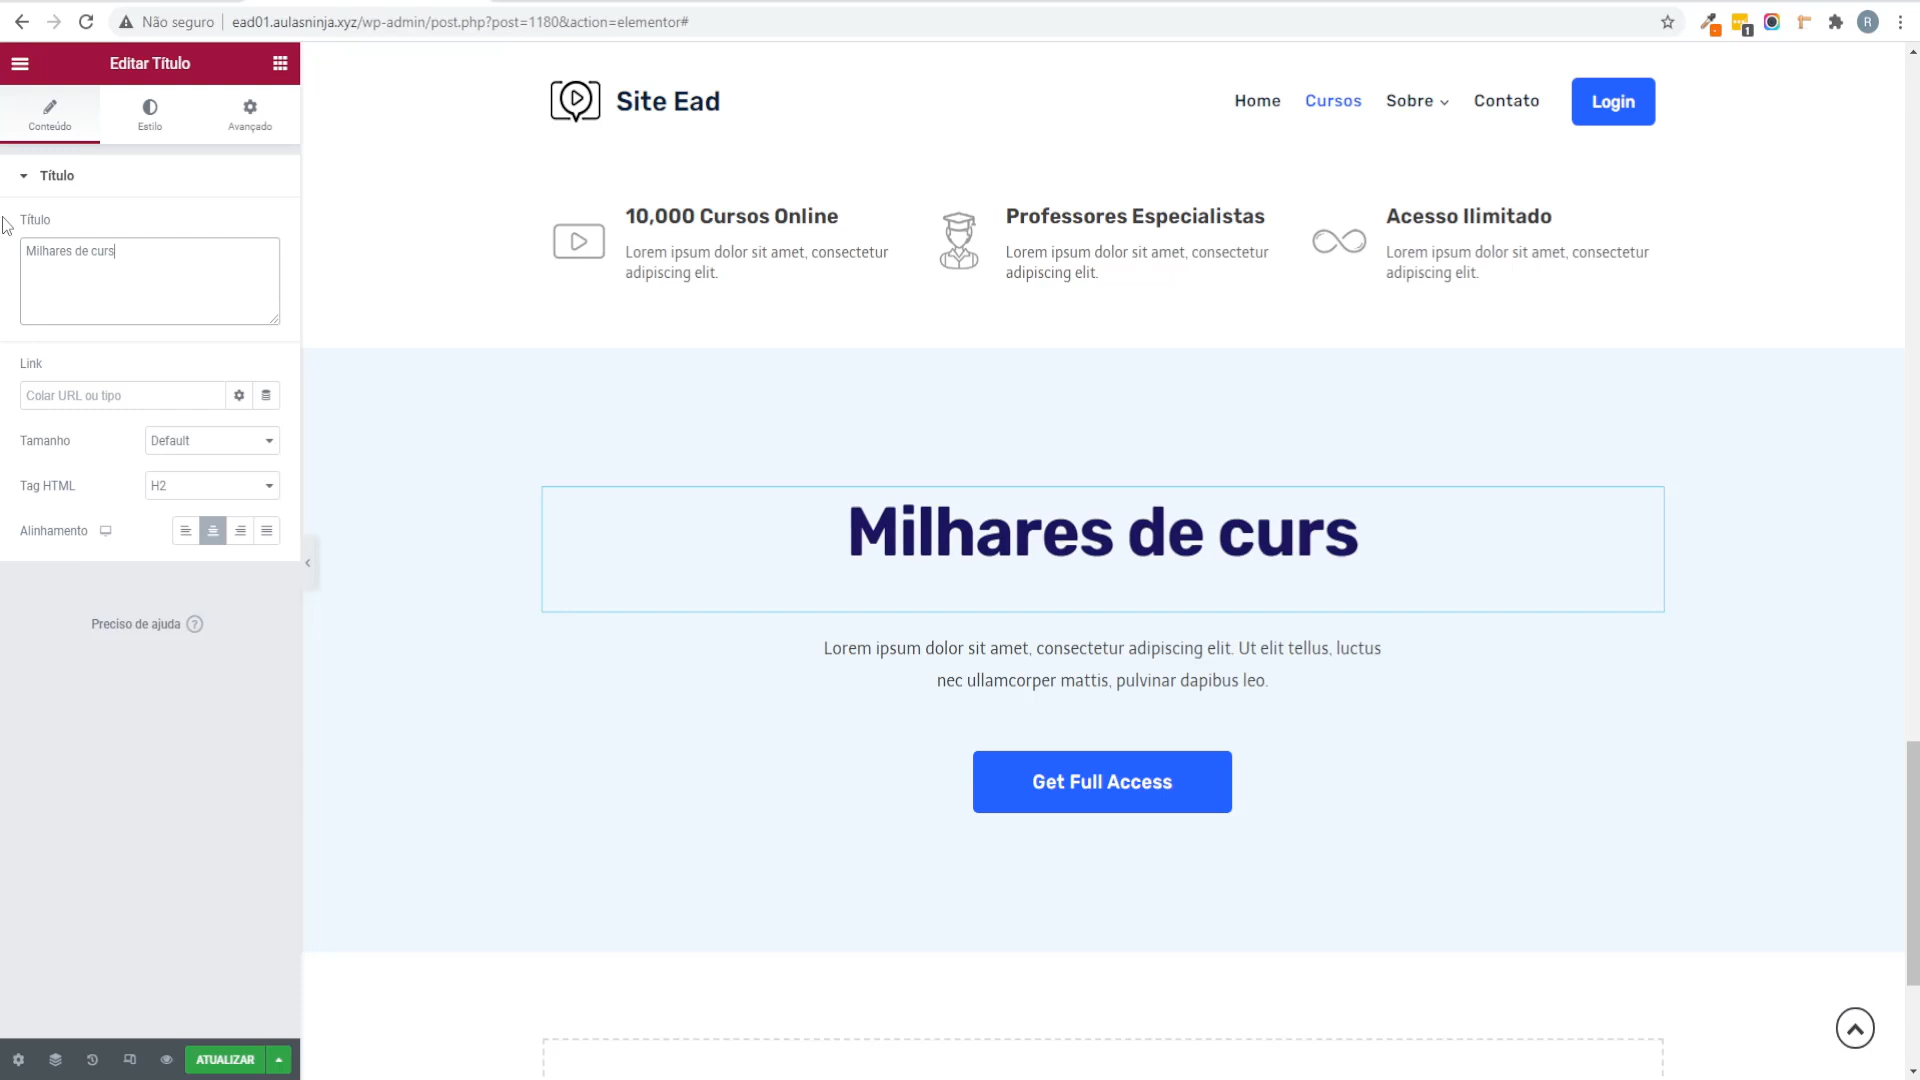 Não seguro
ead01.aulasninja.xyz/wp-admin/post.php?post=1180&action=elementor#
1
R
Editar Título
Conteúdo
Estilo
Avançado
Título
Título
Milhares de curs
Link
Colar URL ou tipo
Tamanho
Default
Tag HTML
H2
Alinhamento
Preciso de ajuda ?
ATUALIZAR
Site Ead
Home
Cursos
Sobre
Contato
Login
10,000 Cursos Online
Lorem ipsum dolor sit amet, consectetur
adipiscing elit.
Professores Especialistas
Lorem ipsum dolor sit amet, consectetur
adipiscing elit.
Acesso Ilimitado
Lorem ipsum dolor sit amet, consectetur
adipiscing elit.
Milhares de curs
Lorem ipsum dolor sit amet, consectetur adipiscing elit. Ut elit tellus, luctus
nec ullamcorper mattis, pulvinar dapibus leo.
Get Full Access